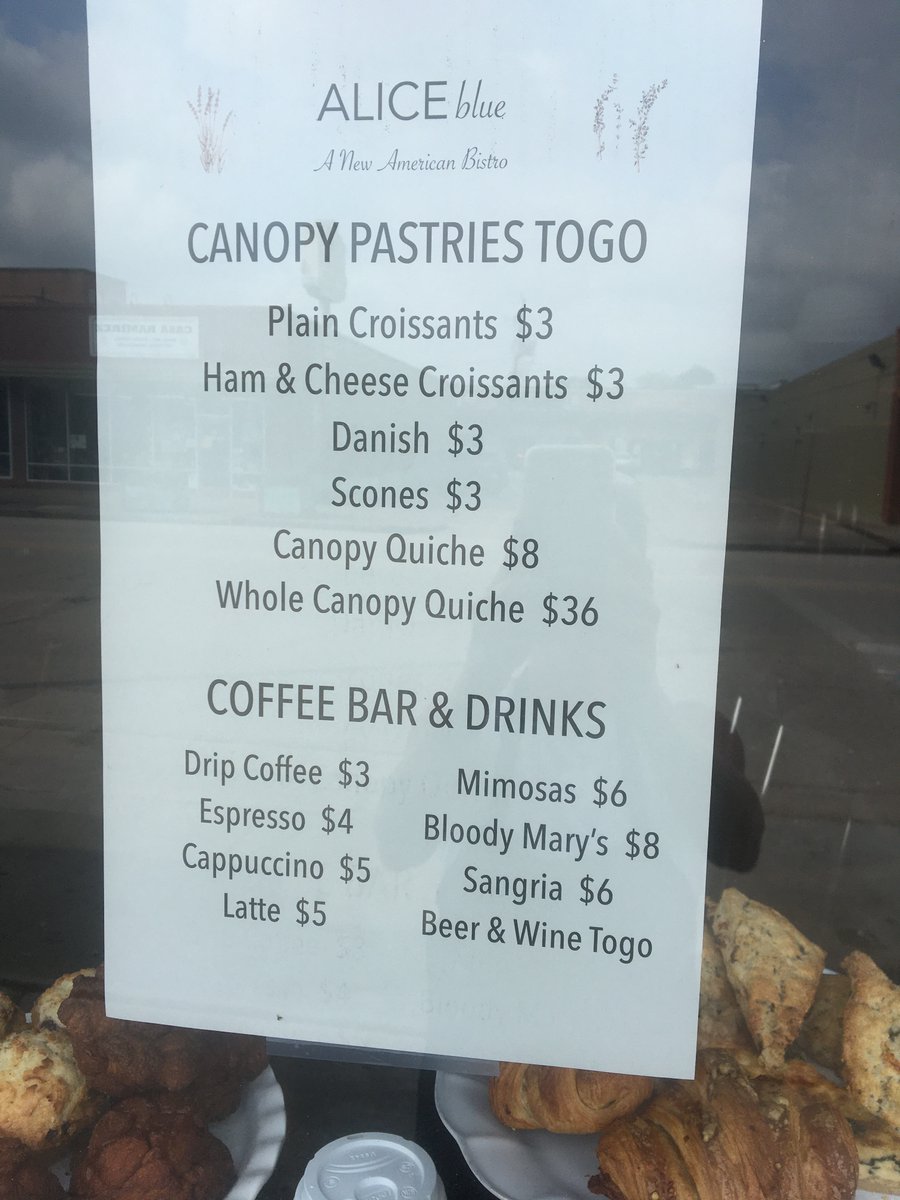 ALICE blue
A New American Bistro
CANOPY PASTRIES TOGO
Plain Croissants $3
Ham & Cheese Croissants $3
Danish $3
Scones $3
Canopy Quiche $8
Whole Canopy Quiche $36
COFFEE BAR & DRINKS
Drip Coffee $3
Espresso $4
Cappuccino $5
Latte $5
Mimosas $6
Bloody Mary's $8
Sangria $6
Beer & Wine Togo